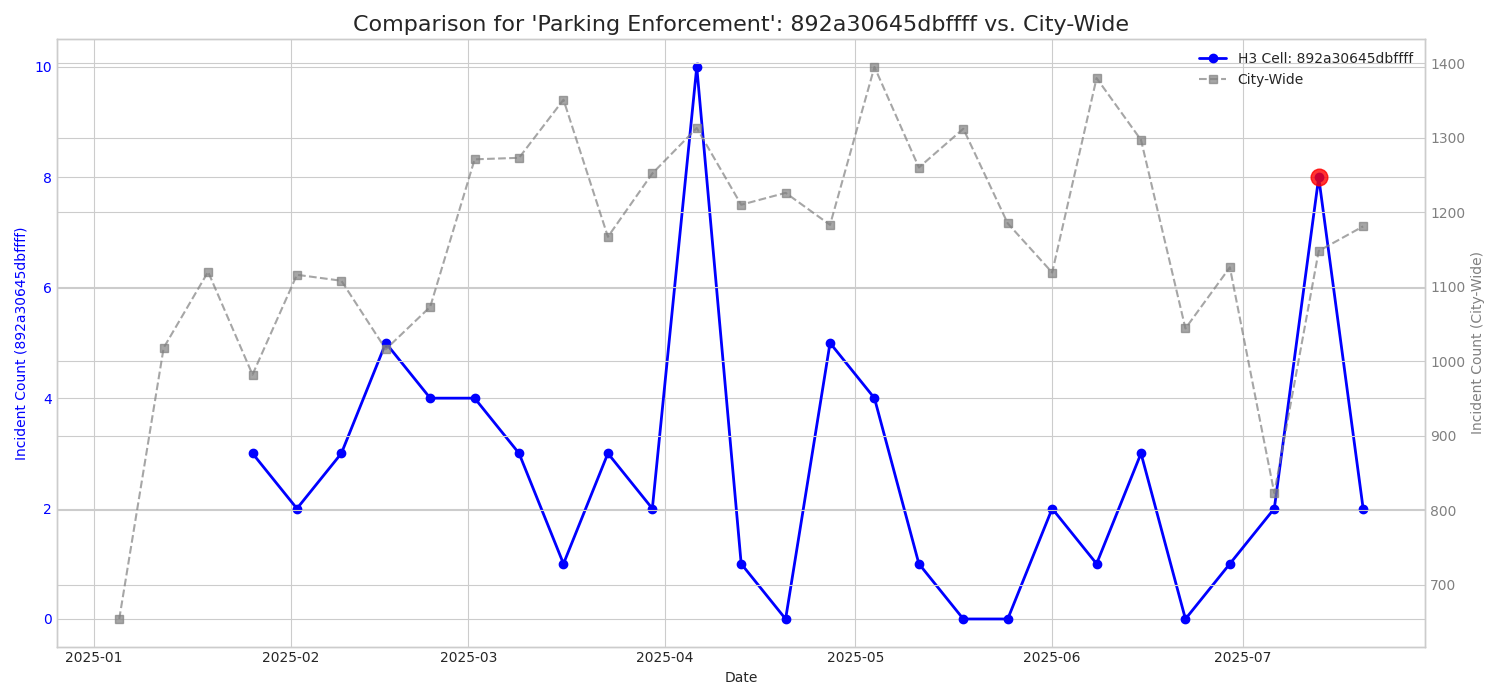 Comparison for 'Parking Enforcement': 892a30645dbffff vs. City-Wide
H3 Cell: 892a30645dbffff
City-Wide
Incident Count (892a30645dbffff)
10
8
6
4
2
0
1400
1300
1200
1100
1000
900
800
700
Incident Count (City-Wide)
2025-01 2025-02 2025-03 2025-04 2025-05 2025-06 2025-07
Date